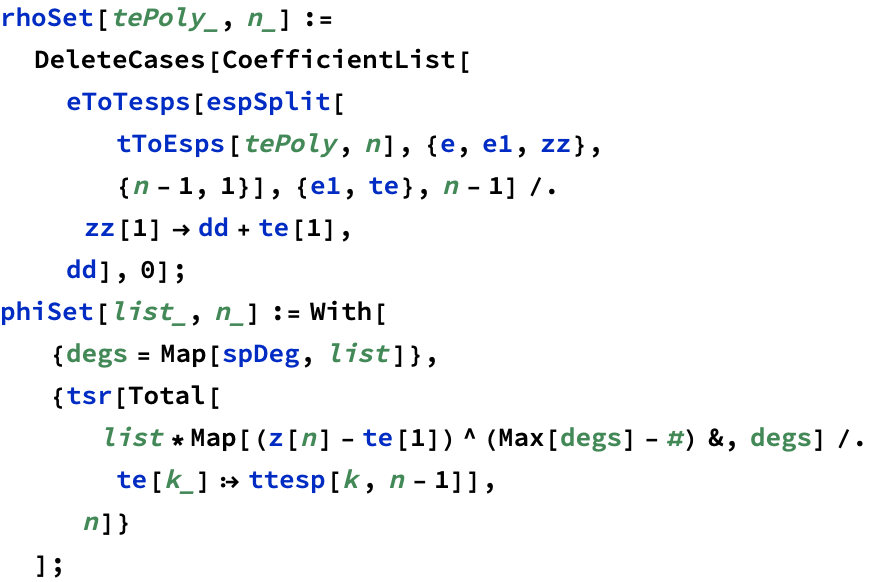 rhoSet[tePoly_, n_] :=
DeleteCases[CoefficientList[
eToTesps[espSplit[
tToEsps[tePoly, n], {e, e1, zz},
{n - 1, 1}], {e1, te}, n - 1] /.
zz[1] → dd + te[1],
dd], 0];
phiSet[list_, n_] := With[
{degs = Map[spDeg, list]},
{tsr[Total[
list * Map[(z[n] - te[1]) ^ (Max[degs] - #) &, degs] /.
te[k_] :→ ttesp[k, n - 1]],
n]}
];